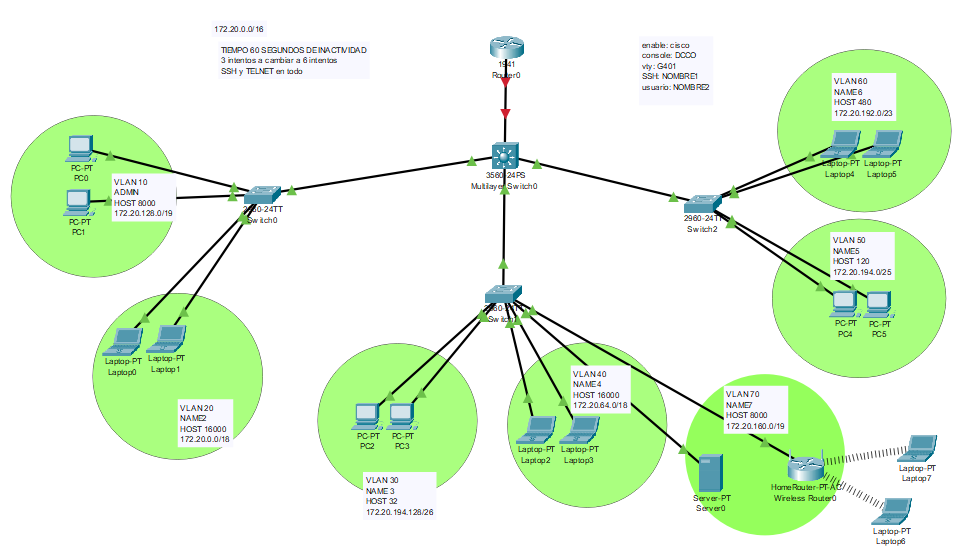 172.20.0.0/16
TIEMPO 60 SEGUNDOS DE INACTIVIDAD
3 intentos a cambiar a 6 intentos
SSH y TELNET en todo
1941
Router0
enable: cisco
console: DCCO
vty: G401
SSH: NOMBRE1
usuario: NOMBRE2
VLAN 60
NAME6
HOST 480
172.20.192.0/23
Laptop-PT
Laptop4
Laptop-PT
Laptop5
PC-PT
PC0
PC-PT
PC1
VLAN 10
ADMIN
HOST 8000
172.20.128.0/19
2960-24TT
Switch0
3560-24PS
Multilayer Switch0
2960-24TT
Switch2
VLAN 50
NAME5
HOST 120
172.20.194.0/25
PC-PT
PC4
PC-PT
PC5
2960-24TT
Laptop-PT
Laptop0
Laptop-PT
Laptop1
VLAN 20
NAME2
HOST 16000
172.20.0.0/18
PC-PT
PC2
PC-PT
PC3
VLAN 30
NAME 3
HOST 32
172.20.194.128/26
VLAN 40
NAME4
HOST 16000
172.20.64.0/18
Laptop-PT
Laptop2
Laptop-PT
Laptop3
VLAN 70
NAME7
HOST 8000
172.20.160.0/19
Server-PT
Server0
HomeRouter-PT-AC
Wireless Router0
Laptop-PT
Laptop7
Laptop-PT
Laptop6